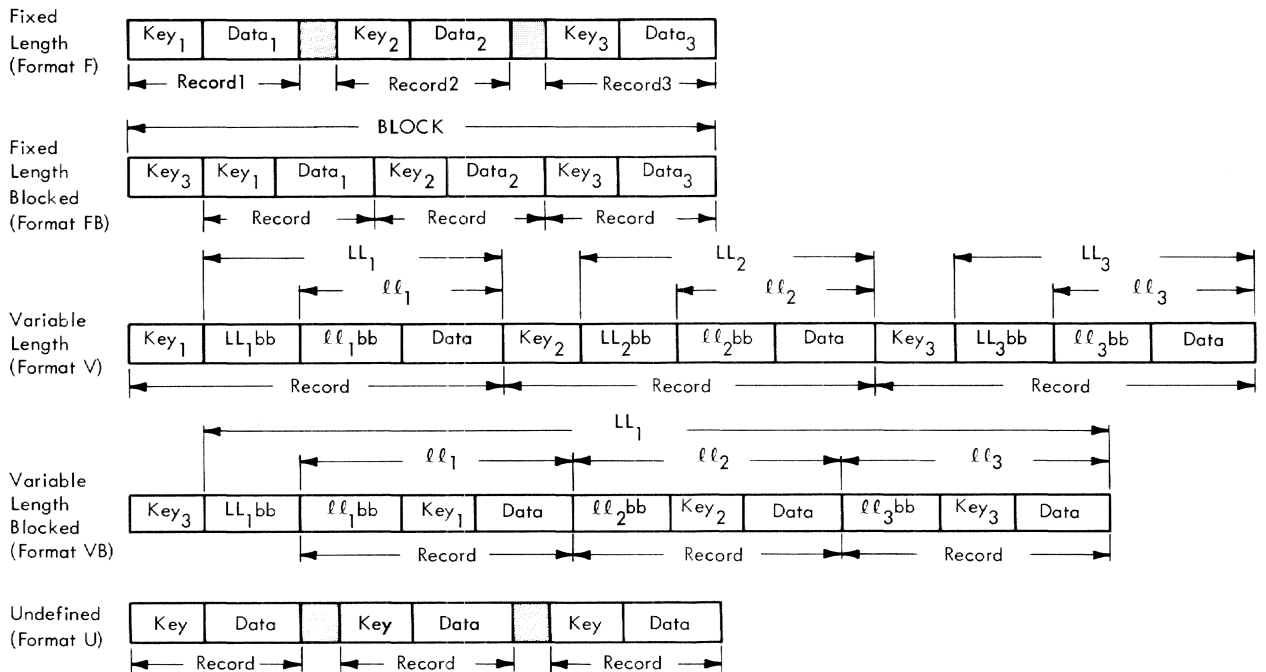 Fixed
Length
(Format F)
Key₁ Data₁ Key₂ Data₂ Key₃ Data₃
Record1 Record2 Record3
BLOCK
Fixed
Length
Blocked
(Format FB)
Key₃ Key₁ Data₁ Key₂ Data₂ Key₃ Data₃
Record Record Record
LL₁ LL₂ LL₃
ℓℓ₁ ℓℓ₂ ℓℓ₃
Variable
Length
(Format V)
Key₁ LL₁bb ℓℓ₁bb Data Key₂ LL₂bb ℓℓ₂bb Data Key₃ LL₃bb ℓℓ₃bb Data
Record Record Record
LL₁
ℓℓ₁ ℓℓ₂ ℓℓ₃
Variable
Length
Blocked
(Format VB)
Key₃ LL₁bb ℓℓ₁bb Key₁ Data ℓℓ₂bb Key₂ Data ℓℓ₃bb Key₃ Data
Record Record Record
Undefined
(Format U)
Key Data Key Data Key Data
Record Record Record